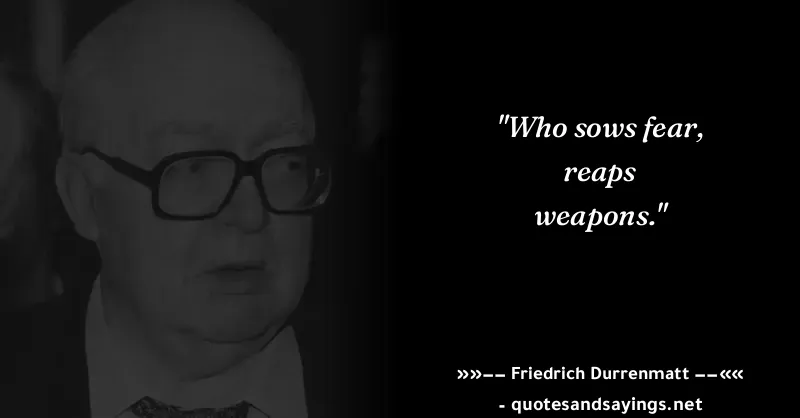 "Who sows fear,
reaps
weapons."
»»–– Friedrich Durrenmatt ––««
- quotesandsayings.net